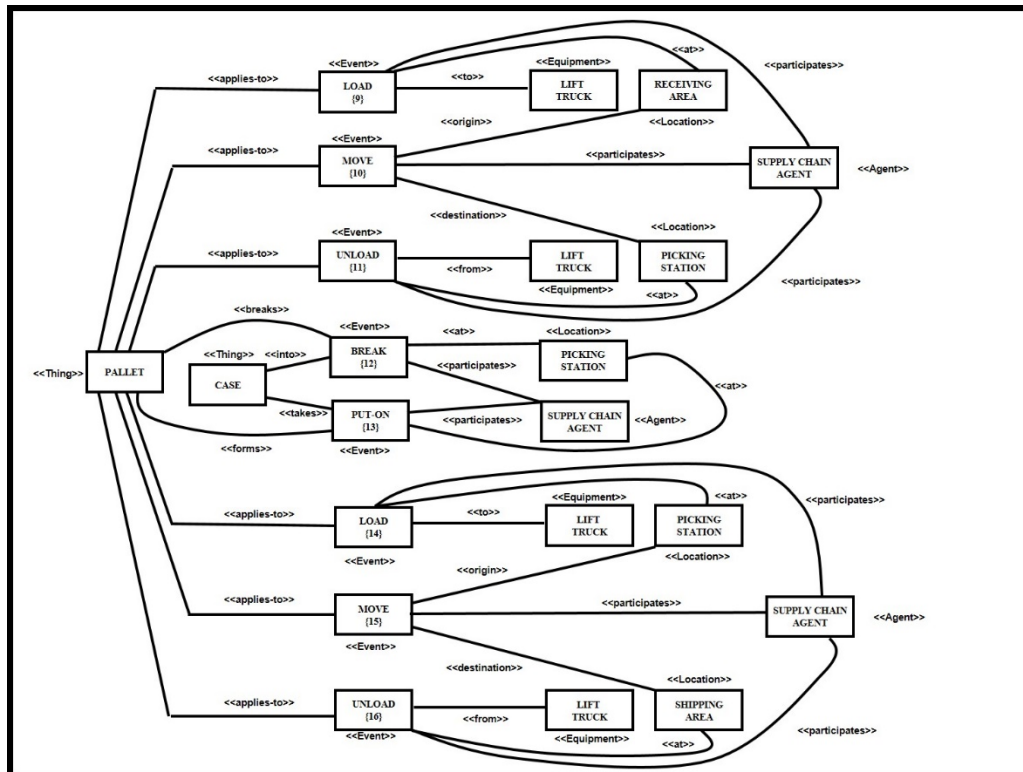 <<at>>
<<Event>>
<<Equipment>>
<<participates>>
<<applies-to>>
LOAD
{9}
<<to>>
LIFT
TRUCK
RECEIVING
AREA
<<origin>>
<<Location>>
<<Event>>
<<applies-to>>
MOVE
{10}
<<participates>>
SUPPLY CHAIN
AGENT
<<Agent>>
<<destination>>
<<Location>>
<<Event>>
<<applies-to>>
UNLOAD
{11}
<<from>>
LIFT
TRUCK
PICKING
STATION
<<Equipment>>
<<at>>
<<participates>>
<<breaks>>
<<Event>>
<<at>>
<<Location>>
<<Thing>>
<<into>>
BREAK
{12}
PICKING
STATION
<<participates>>
<<Thing>>
PALLET
CASE
<<at>>
<<takes>>
PUT-ON
{13}
<<participates>>
SUPPLY CHAIN
AGENT
<<Agent>>
<<forms>>
<<Event>>
<<at>>
<<Equipment>>
<<participates>>
<<applies-to>>
LOAD
{14}
<<to>>
LIFT
TRUCK
PICKING
STATION
<<Event>>
<<Location>>
<<origin>>
<<applies-to>>
MOVE
{15}
<<participates>>
SUPPLY CHAIN
AGENT
<<Agent>>
<<Event>>
<<destination>>
<<Location>>
<<applies-to>>
UNLOAD
{16}
<<from>>
LIFT
TRUCK
SHIPPING
AREA
<<Event>>
<<Equipment>>
<<at>>
<<participates>>